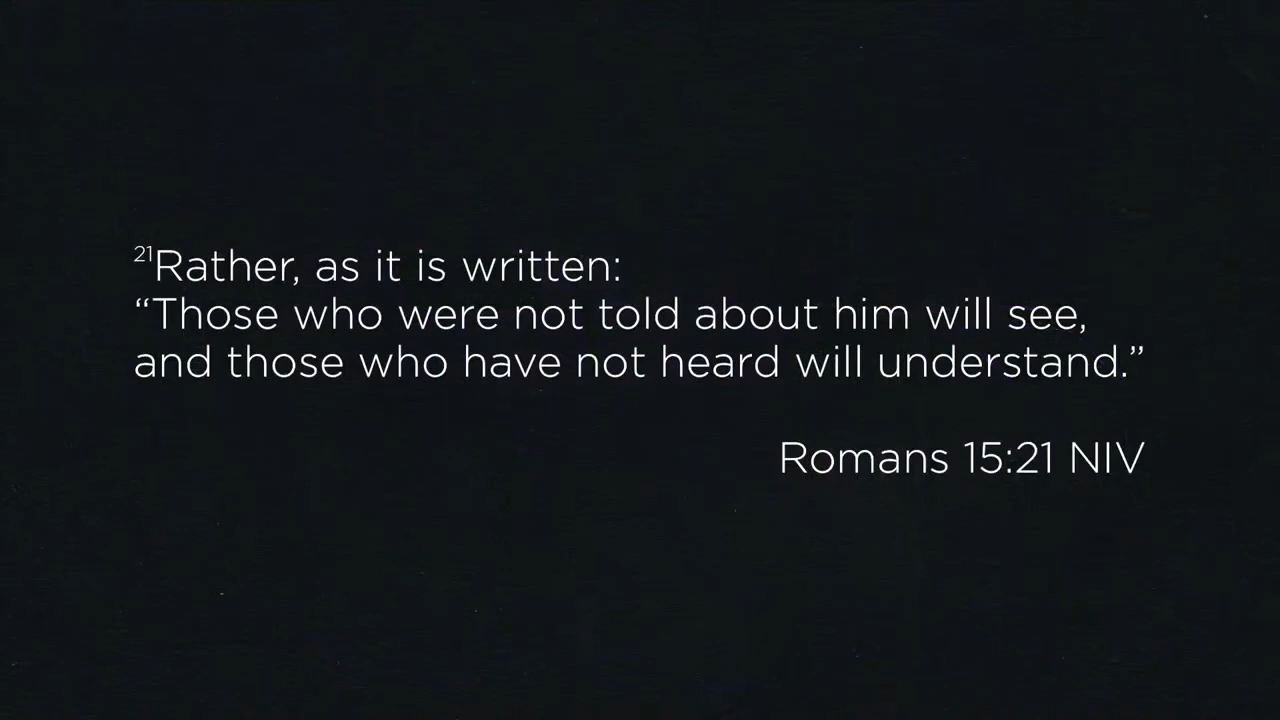 ²¹Rather, as it is written:
“Those who were not told about him will see,
and those who have not heard will understand.”
Romans 15:21 NIV